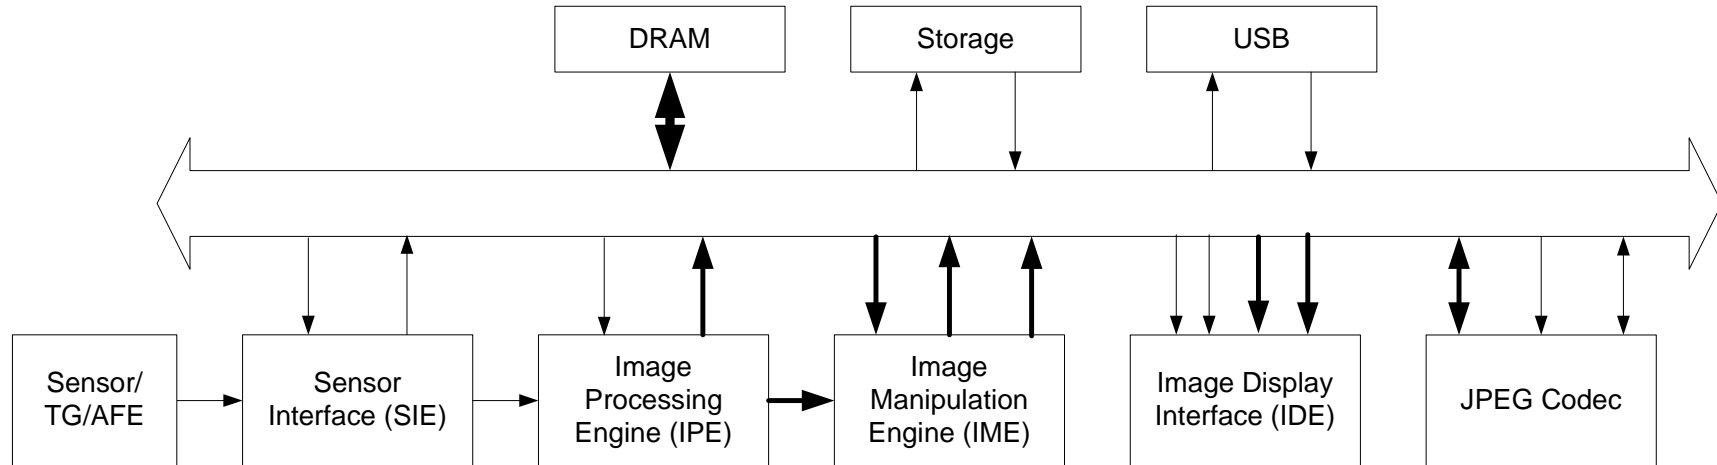 DRAM
Storage
USB
Sensor/
TG/AFE
Sensor
Interface (SIE)
Image
Processing
Engine (IPE)
Image
Manipulation
Engine (IME)
Image Display
Interface (IDE)
JPEG Codec